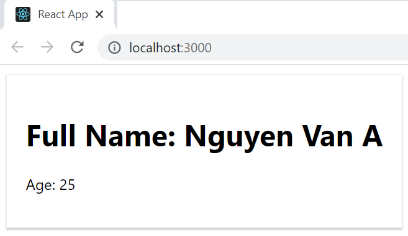 React App
localhost:3000
Full Name: Nguyen Van A
Age: 25